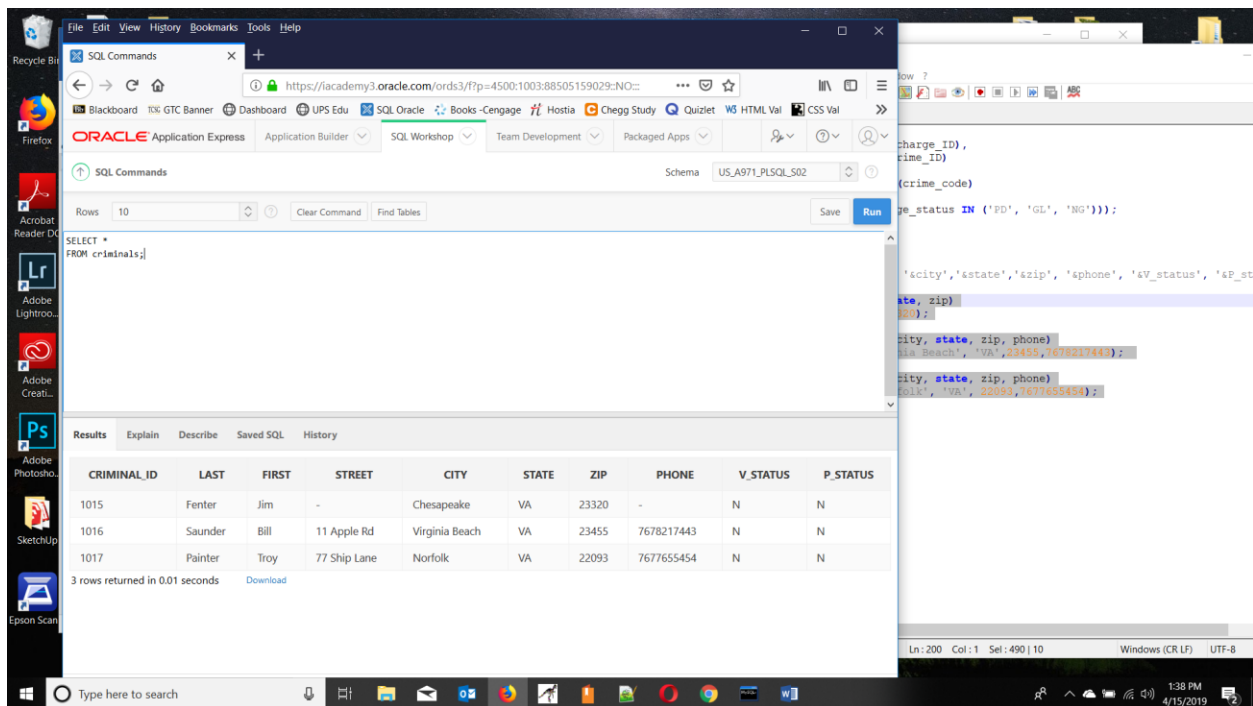 File Edit View History Bookmarks Tools Help
Recycle Bin
SQL Commands
https://iacademy3.oracle.com/ords3/f?p=4500:1003:88505159029::NO:::
Blackboard GTC Banner Dashboard UPS Edu SQL Oracle Books -Cengage Hostia Chegg Study Quizlet HTML Val CSS Val
ORACLE Application Express Application Builder SQL Workshop Team Development Packaged Apps
Firefox
SQL Commands Schema US_A971_PLSQL_S02
Rows 10 Clear Command Find Tables Save Run
Acrobat
Reader DC
SELECT *
FROM criminals;
Lr
Adobe
Lightroo...
Adobe
Creati...
Ps
Adobe
Photosho...
SketchUp
Epson Scan
Results Explain Describe Saved SQL History
CRIMINAL_ID LAST FIRST STREET CITY STATE ZIP PHONE V_STATUS P_STATUS
1015 Fenter Jim - Chesapeake VA 23320 - N N
1016 Saunder Bill 11 Apple Rd Virginia Beach VA 23455 7678217443 N N
1017 Painter Troy 77 Ship Lane Norfolk VA 22093 7677655454 N N
3 rows returned in 0.01 seconds Download
ow ?
charge_ID),
rime_ID)
(crime_code)
ge_status IN ('PD', 'GL', 'NG')));
'&city','&state','&zip', '&phone', '&V_status', '&P_st
ate, zip)
320);
city, state, zip, phone)
nia Beach', 'VA',23455,7678217443);
city, state, zip, phone)
folk', 'VA', 22093,7677655454);
Ln : 200 Col : 1 Sel : 490 | 10 Windows (CR LF) UTF-8
Type here to search
1:38 PM
4/15/2019
2